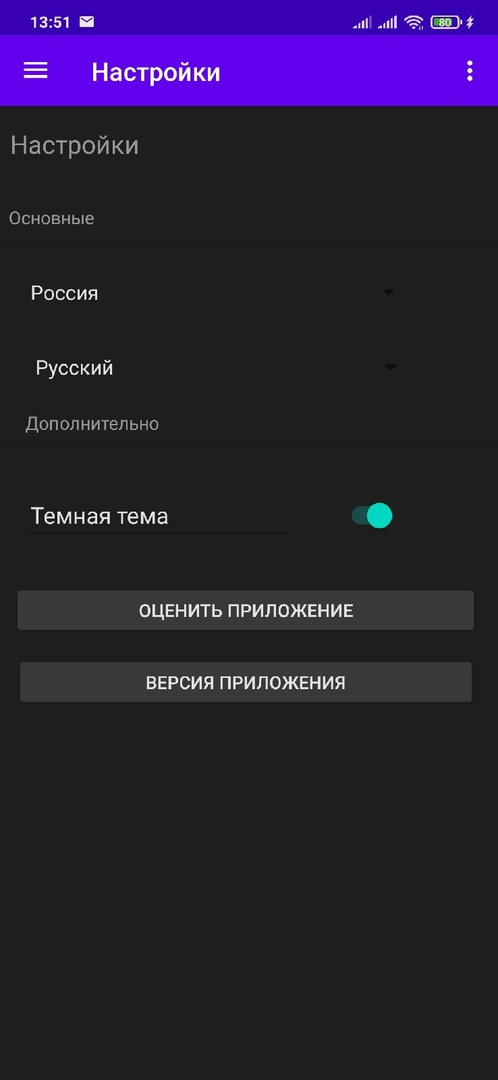 13:51
80
Настройки
Настройки
Основные
Россия
Русский
Дополнительно
Темная тема
ОЦЕНИТЬ ПРИЛОЖЕНИЕ
ВЕРСИЯ ПРИЛОЖЕНИЯ